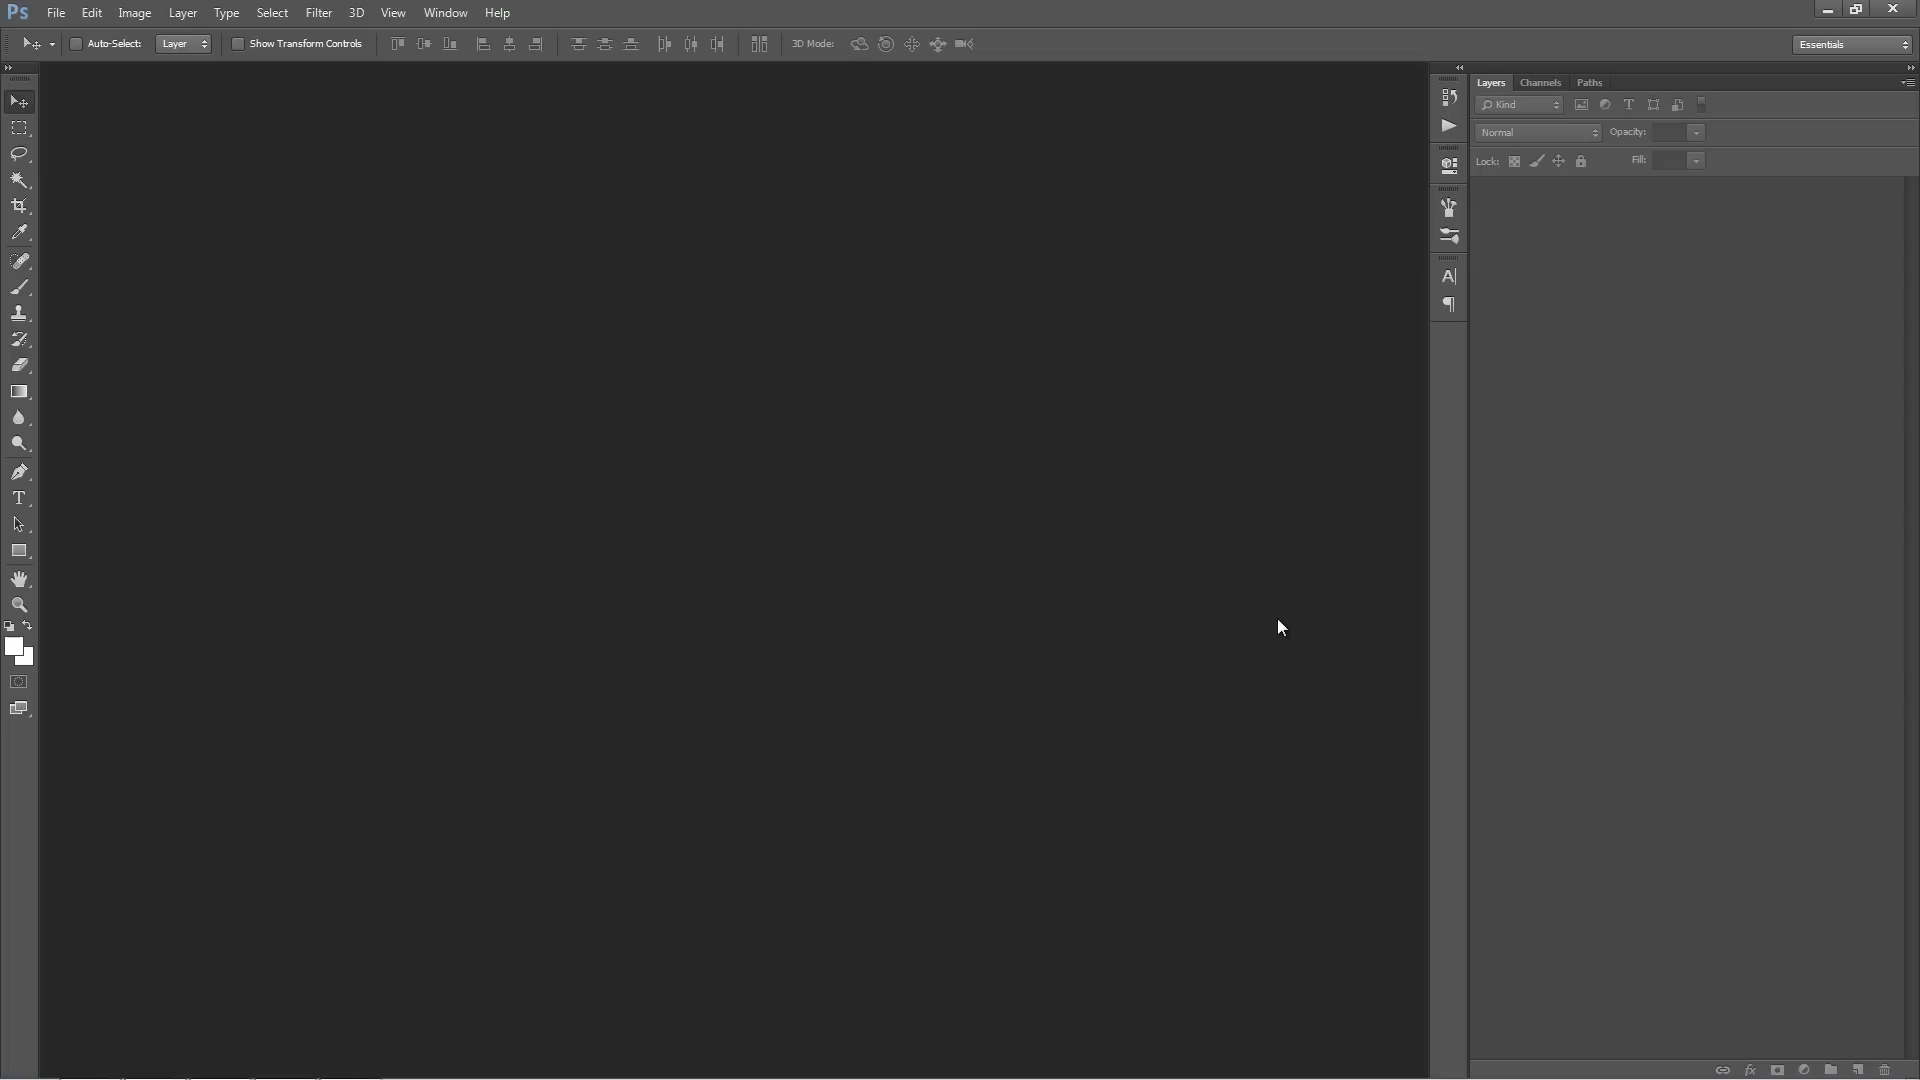 Ps File Edit Image Layer Type Select Filter 3D View Window Help
Auto-Select: Layer Show Transform Controls 3D Mode: Essentials
Layers Channels Paths
Kind
Normal Opacity:
Lock: Fill: